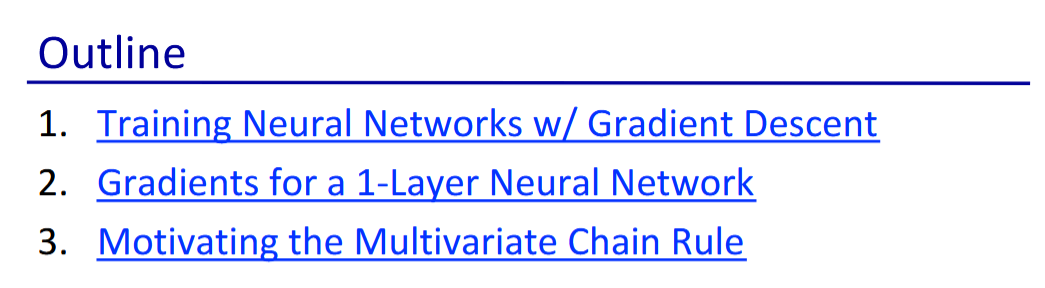 Outline
1. Training Neural Networks w/ Gradient Descent
2. Gradients for a 1-Layer Neural Network
3. Motivating the Multivariate Chain Rule